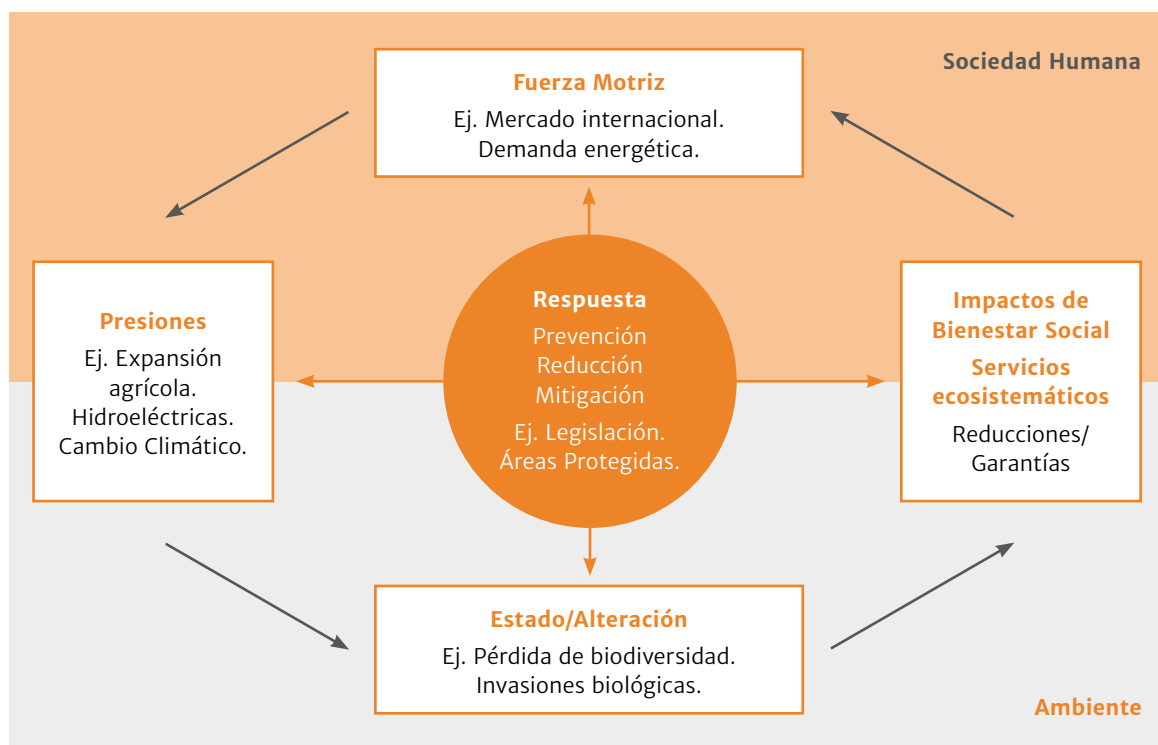 Sociedad Humana
Fuerza Motriz
Ej. Mercado internacional.
Demanda energética.
Presiones
Ej. Expansión
agrícola.
Hidroeléctricas.
Cambio Climático.
Respuesta
Prevención
Reducción
Mitigación
Ej. Legislación.
Áreas Protegidas.
Impactos de
Bienestar Social
Servicios
ecosistemáticos
Reducciones/
Garantías
Estado/Alteración
Ej. Pérdida de biodiversidad.
Invasiones biológicas.
Ambiente